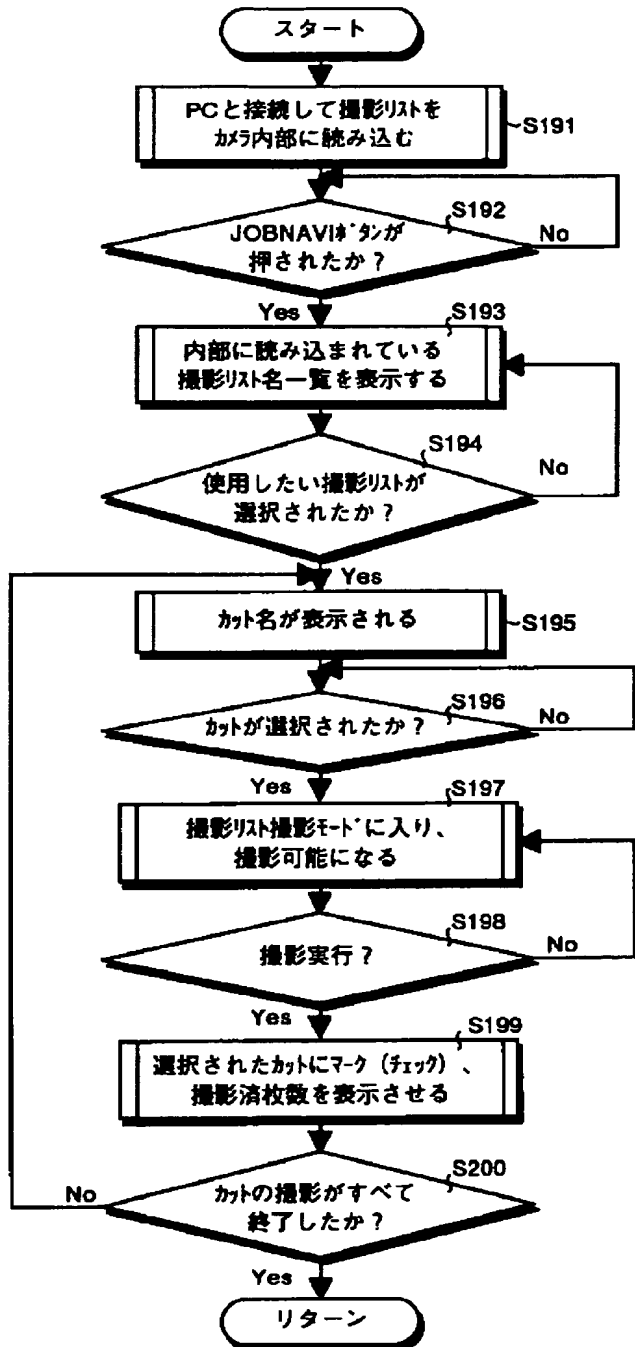 スタート
PCと接続して撮影ﾘｽﾄを
ｶﾒﾗ内部に読み込む
S191
S192
JOBNAVIﾎﾞﾀﾝが
押されたか？
No
Yes
S193
内部に読み込まれている
撮影ﾘｽﾄ名一覧を表示する
S194
使用したい撮影ﾘｽﾄが
選択されたか？
No
Yes
ｶｯﾄ名が表示される
S195
S196
ｶｯﾄが選択されたか？
No
Yes
S197
撮影ﾘｽﾄ撮影ﾓｰﾄﾞに入り、
撮影可能になる
S198
撮影実行？
No
Yes
S199
選択されたｶｯﾄにﾏｰｸ（ﾁｪｯｸ）、
撮影済枚数を表示させる
S200
No
ｶｯﾄの撮影がすべて
終了したか？
Yes
リターン